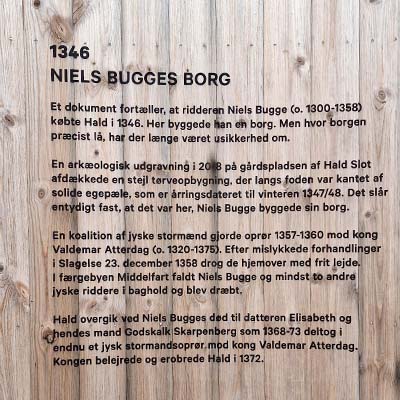 1346
NIELS BUGGES BORG
Et dokument fortæller, at ridderen Niels Bugge (o. 1300-1358)
købte Hald i 1346. Her byggede han en borg. Men hvor borgen
præcist lå, har der længe været usikkerhed om.
En arkæologisk udgravning i 2018 på gårdspladsen af Hald Slot
afdækkede en stejl tørveopbygning, der langs foden var kantet af
solide egepæle, som er årringsdateret til vinteren 1347/48. Det slår
entydigt fast, at det var her, Niels Bugge byggede sin borg.
En koalition af jyske stormænd gjorde oprør 1357-1360 mod kong
Valdemar Atterdag (o. 1320-1375). Efter mislykkede forhandlinger
i Slagelse 23. december 1358 drog de hjemover med frit lejde.
I færgebyen Middelfart faldt Niels Bugge og mindst to andre
jyske riddere i baghold og blev dræbt.
Hald overgik ved Niels Bugges død til datteren Elisabeth og
hendes mand Godskalk Skarpenberg som 1368-73 deltog i
endnu et jysk stormandsoprør mod kong Valdemar Atterdag.
Kongen belejrede og erobrede Hald i 1372.